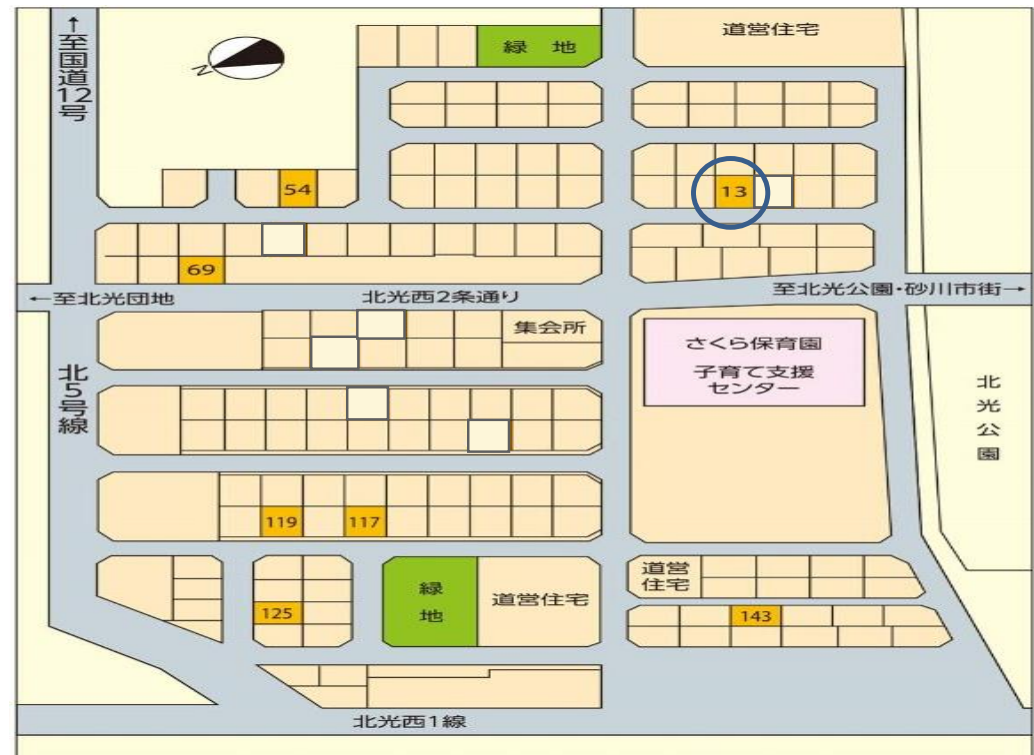 ↑至国道12号
道営住宅
緑地
N
54
13
69
←至北光団地
北光西2条通り
至北光公園・砂川市街→
集会所
さくら保育園
子育て支援
センター
北5号線
北光公園
119
117
道営
住宅
緑地
道営住宅
125
143
北光西1線